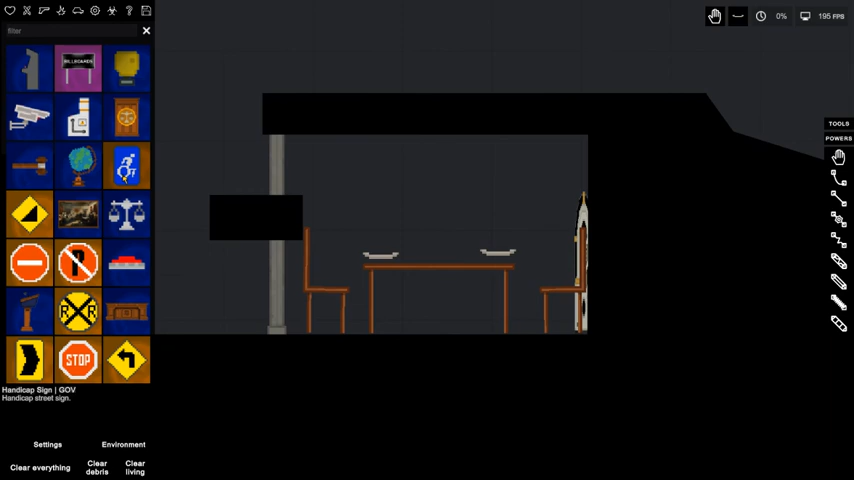 0%
195 FPS
filter
BILLBOARDS
TOOLS
POWERS
R R
STOP
Handicap Sign | GOV
Handicap street sign.
Settings
Environment
Clear everything
Clear debris
Clear living